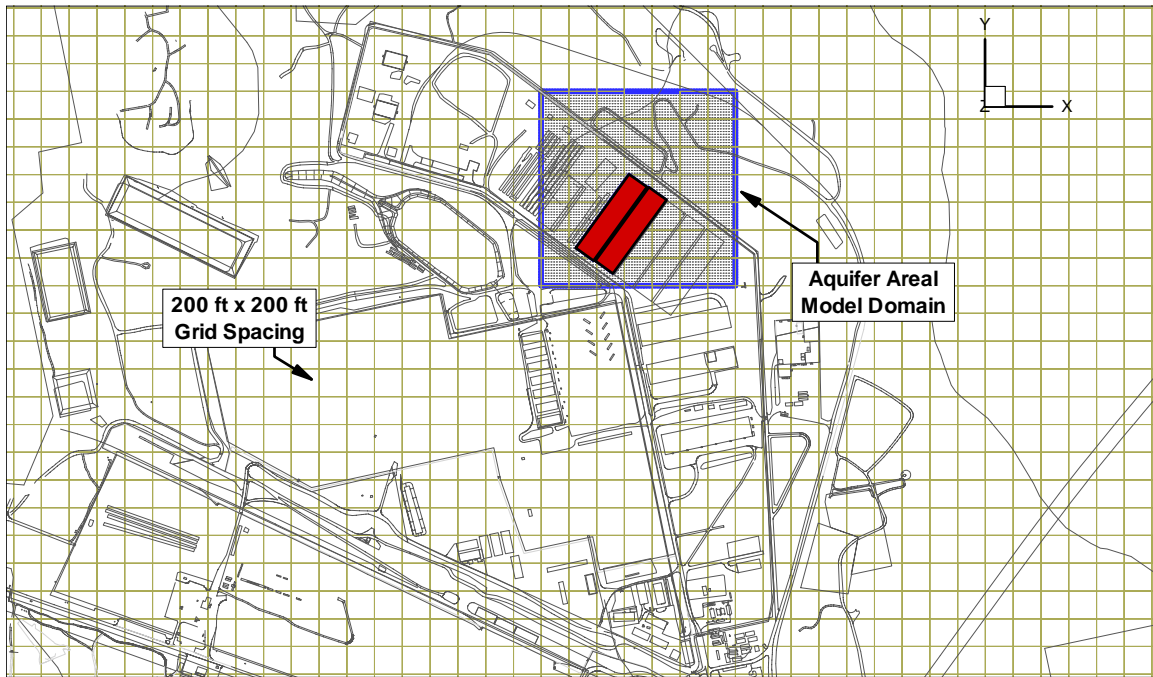 Y
Z
X
Aquifer Areal
Model Domain
200 ft x 200 ft
Grid Spacing